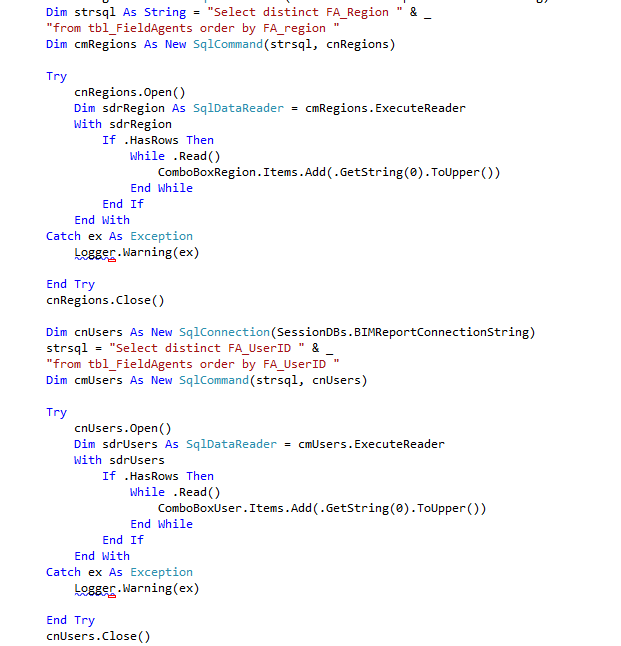 Dim strsql As String = "Select distinct FA_Region " & _
"from tbl_FieldAgents order by FA_region "
Dim cmRegions As New SqlCommand(strsql, cnRegions)
Try
cnRegions.Open()
Dim sdrRegion As SqlDataReader = cmRegions.ExecuteReader
With sdrRegion
If .HasRows Then
While .Read()
ComboBoxRegion.Items.Add(.GetString(0).ToUpper())
End While
End If
End With
Catch ex As Exception
Logger.Warning(ex)
End Try
cnRegions.Close()
Dim cnUsers As New SqlConnection(SessionDBs.BIMReportConnectionString)
strsql = "Select distinct FA_UserID " & _
"from tbl_FieldAgents order by FA_UserID "
Dim cmUsers As New SqlCommand(strsql, cnUsers)
Try
cnUsers.Open()
Dim sdrUsers As SqlDataReader = cmUsers.ExecuteReader
With sdrUsers
If .HasRows Then
While .Read()
ComboBoxUser.Items.Add(.GetString(0).ToUpper())
End While
End If
End With
Catch ex As Exception
Logger.Warning(ex)
End Try
cnUsers.Close()